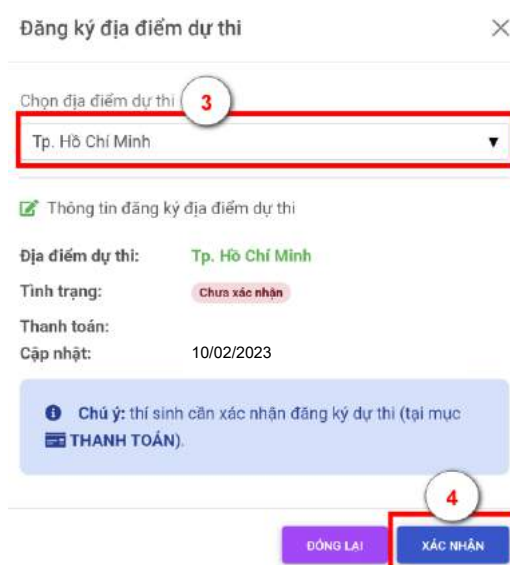 Đăng ký địa điểm dự thi
Chọn địa điểm dự thi 3
Tp. Hồ Chí Minh
Thông tin đăng ký địa điểm dự thi
Địa điểm dự thi: Tp. Hồ Chí Minh
Tình trạng: Chưa xác nhận
Thanh toán:
Cập nhật: 10/02/2023
Chú ý: thí sinh cần xác nhận đăng ký dự thi (tại mục
THANH TOÁN).
4
ĐÓNG LẠI XÁC NHẬN